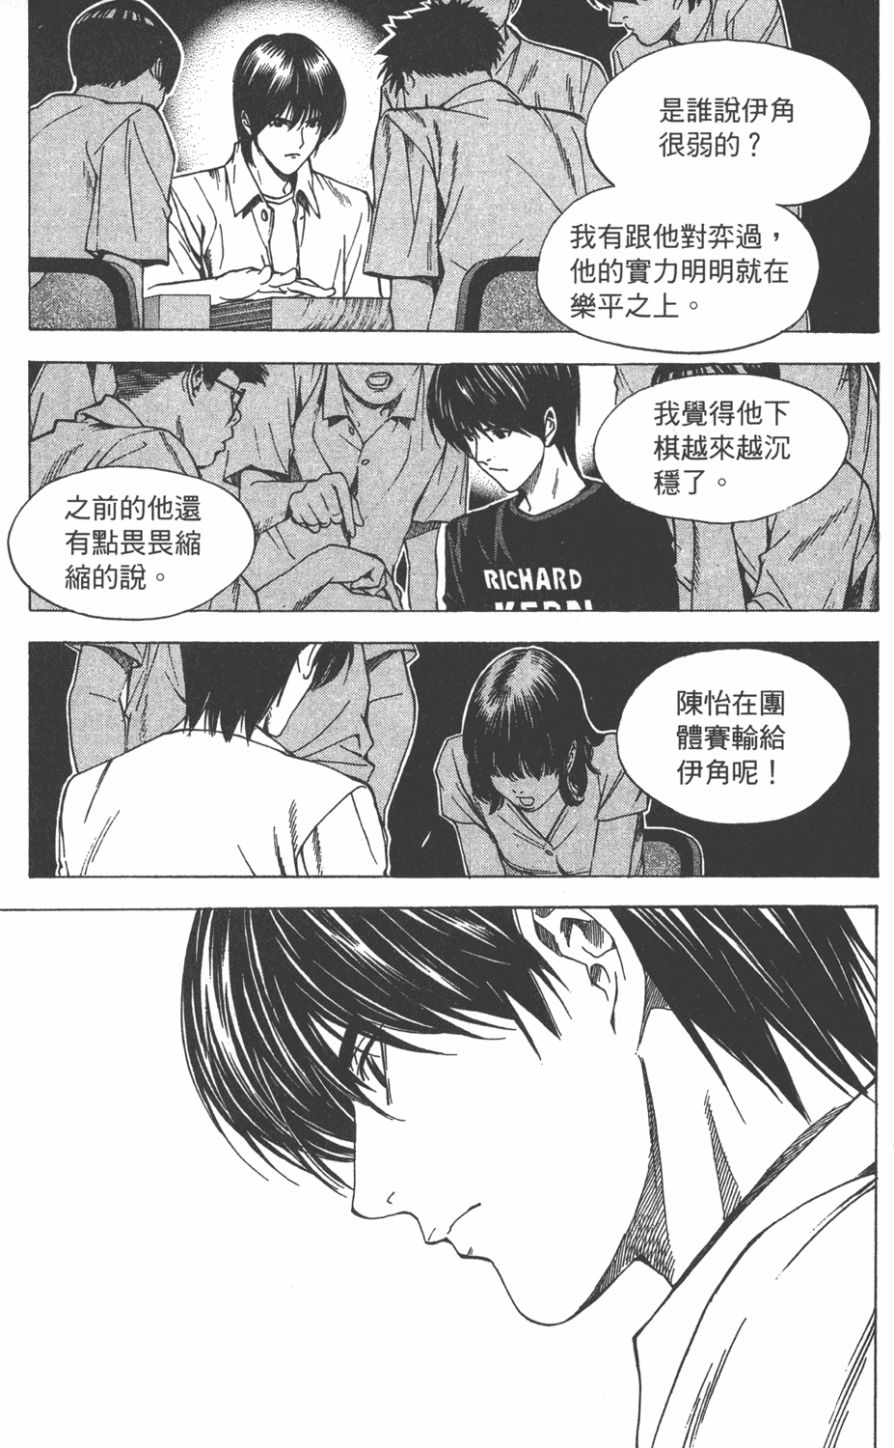 是誰說伊角
很弱的？
我有跟他對弈過，
他的實力明明就在
樂平之上。
我覺得他下
棋越來越沉
穩了。
之前的他還
有點畏畏縮
縮的說。
RICHARD
KERN
陳怡在團
體賽輸給
伊角呢！